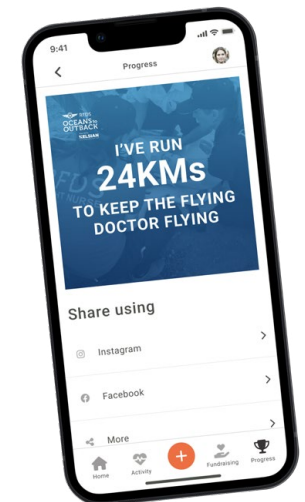 9:41
Progress
RFDS
OCEANS TO
OUTBACK
I'VE RUN
24KMs
TO KEEP THE FLYING
DOCTOR FLYING
Share using
Instagram
Facebook
More
Home
Activity
Fundraising
Progress